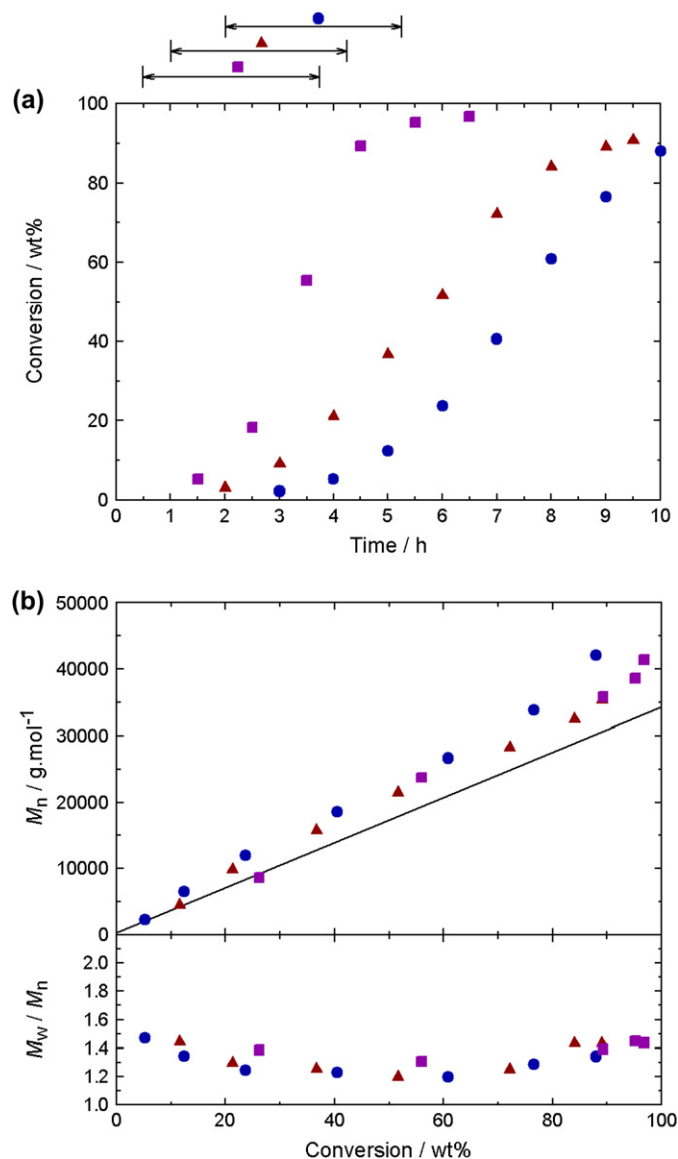 (a)
100
80
60
40
20
0
Conversion / wt%
0 1 2 3 4 5 6 7 8 9 10
Time / h
(b)
50000
40000
30000
20000
10000
0
Mn / g.mol⁻¹
2.0
1.8
1.6
1.4
1.2
1.0
Mw / Mn
0 20 40 60 80 100
Conversion / wt%